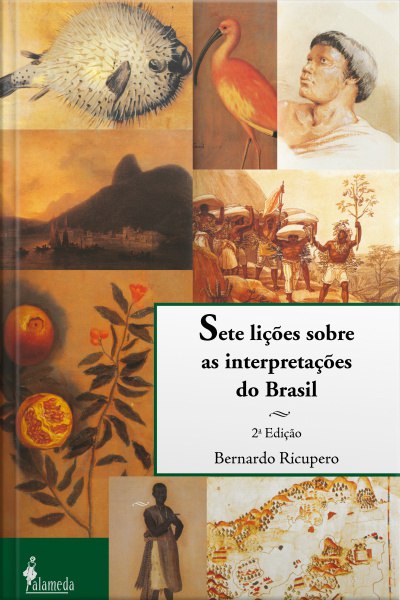 Sete lições sobre
as interpretações
do Brasil
2ª Edição
Bernardo Ricupero
alameda